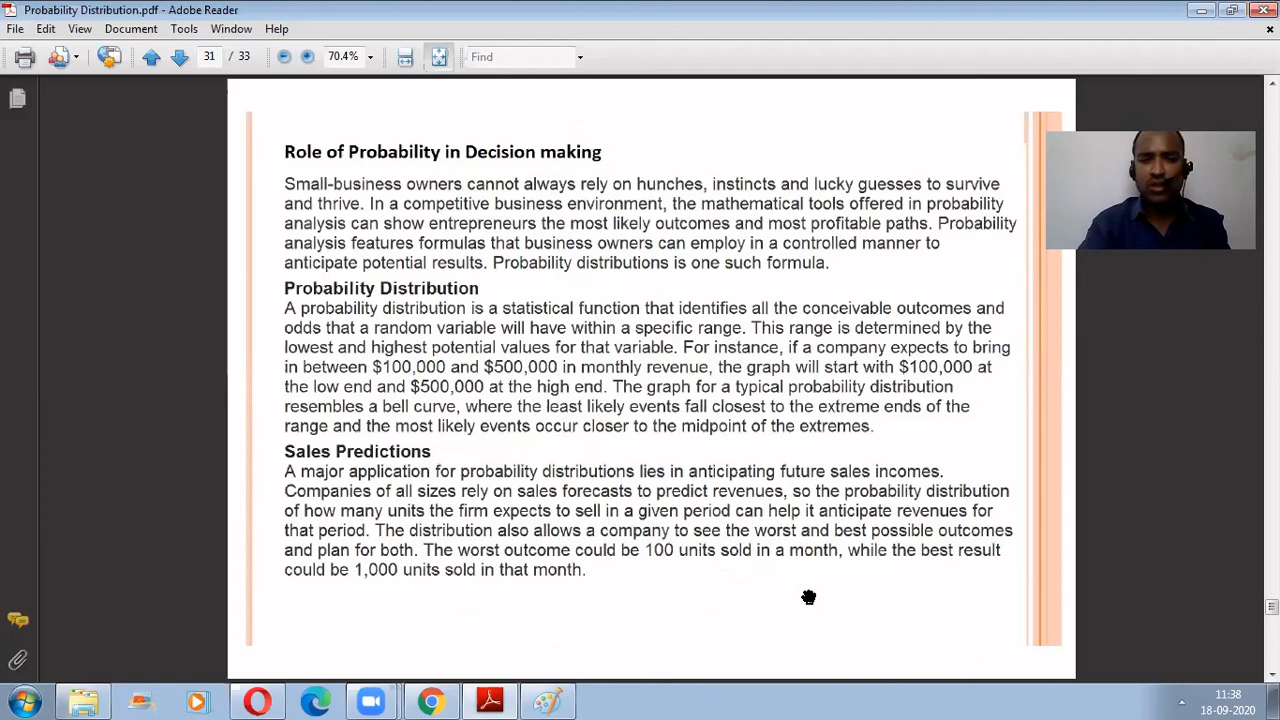 Probability Distribution.pdf - Adobe Reader
File Edit View Document Tools Window Help
31 / 33 70.4% Find
Role of Probability in Decision making
Small-business owners cannot always rely on hunches, instincts and lucky guesses to survive
and thrive. In a competitive business environment, the mathematical tools offered in probability
analysis can show entrepreneurs the most likely outcomes and most profitable paths. Probability
analysis features formulas that business owners can employ in a controlled manner to
anticipate potential results. Probability distributions is one such formula.
Probability Distribution
A probability distribution is a statistical function that identifies all the conceivable outcomes and
odds that a random variable will have within a specific range. This range is determined by the
lowest and highest potential values for that variable. For instance, if a company expects to bring
in between $100,000 and $500,000 in monthly revenue, the graph will start with $100,000 at
the low end and $500,000 at the high end. The graph for a typical probability distribution
resembles a bell curve, where the least likely events fall closest to the extreme ends of the
range and the most likely events occur closer to the midpoint of the extremes.
Sales Predictions
A major application for probability distributions lies in anticipating future sales incomes.
Companies of all sizes rely on sales forecasts to predict revenues, so the probability distribution
of how many units the firm expects to sell in a given period can help it anticipate revenues for
that period. The distribution also allows a company to see the worst and best possible outcomes
and plan for both. The worst outcome could be 100 units sold in a month, while the best result
could be 1,000 units sold in that month.
11:38
18-09-2020